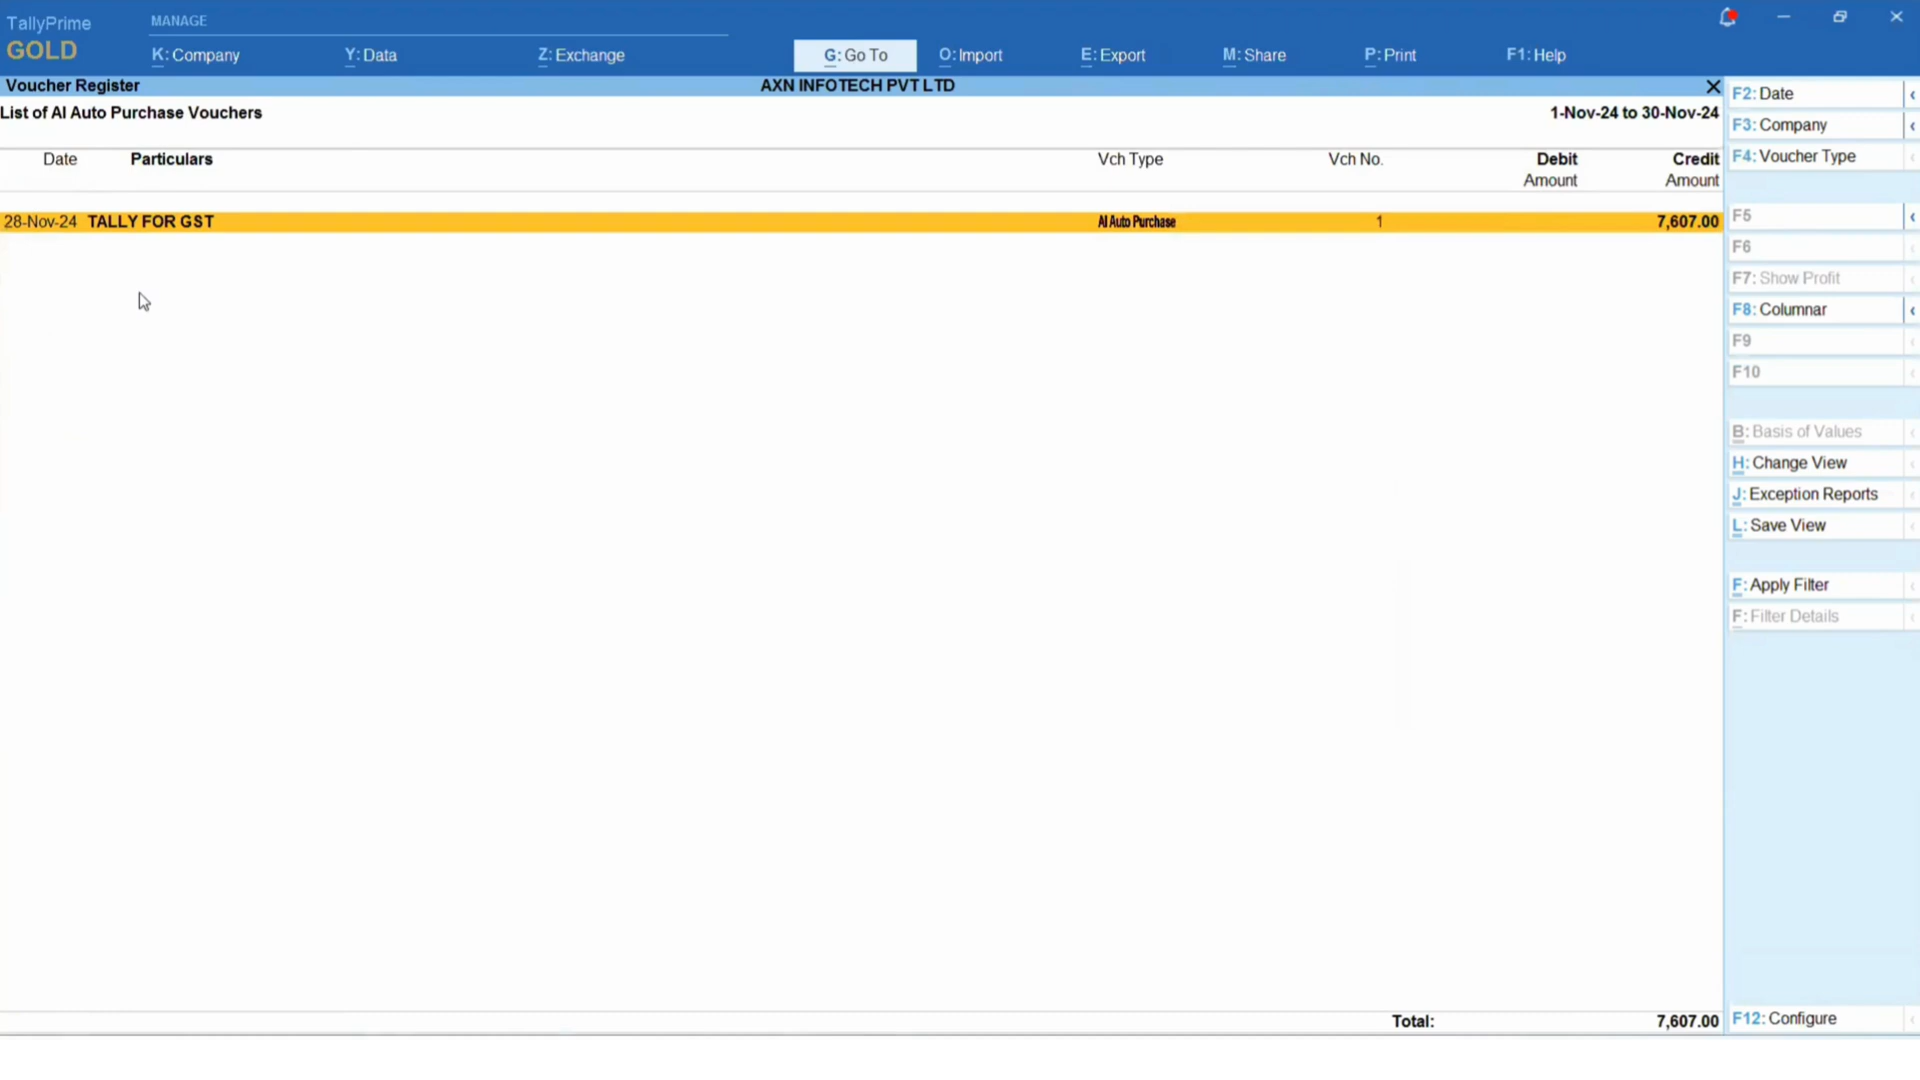 TallyPrime
GOLD
MANAGE
K: Company Y: Data Z: Exchange G: Go To O: Import E: Export M: Share P: Print F1: Help
Voucher Register AXN INFOTECH PVT LTD
List of AI Auto Purchase Vouchers 1-Nov-24 to 30-Nov-24
Date Particulars Vch Type Vch No. Debit Credit
Amount Amount
28-Nov-24 TALLY FOR GST AI Auto Purchase 1 7,607.00
Total: 7,607.00
F2: Date
F3: Company
F4: Voucher Type
F5
F6
F7: Show Profit
F8: Columnar
F9
F10
B: Basis of Values
H: Change View
J: Exception Reports
L: Save View
F: Apply Filter
F: Filter Details
F12: Configure